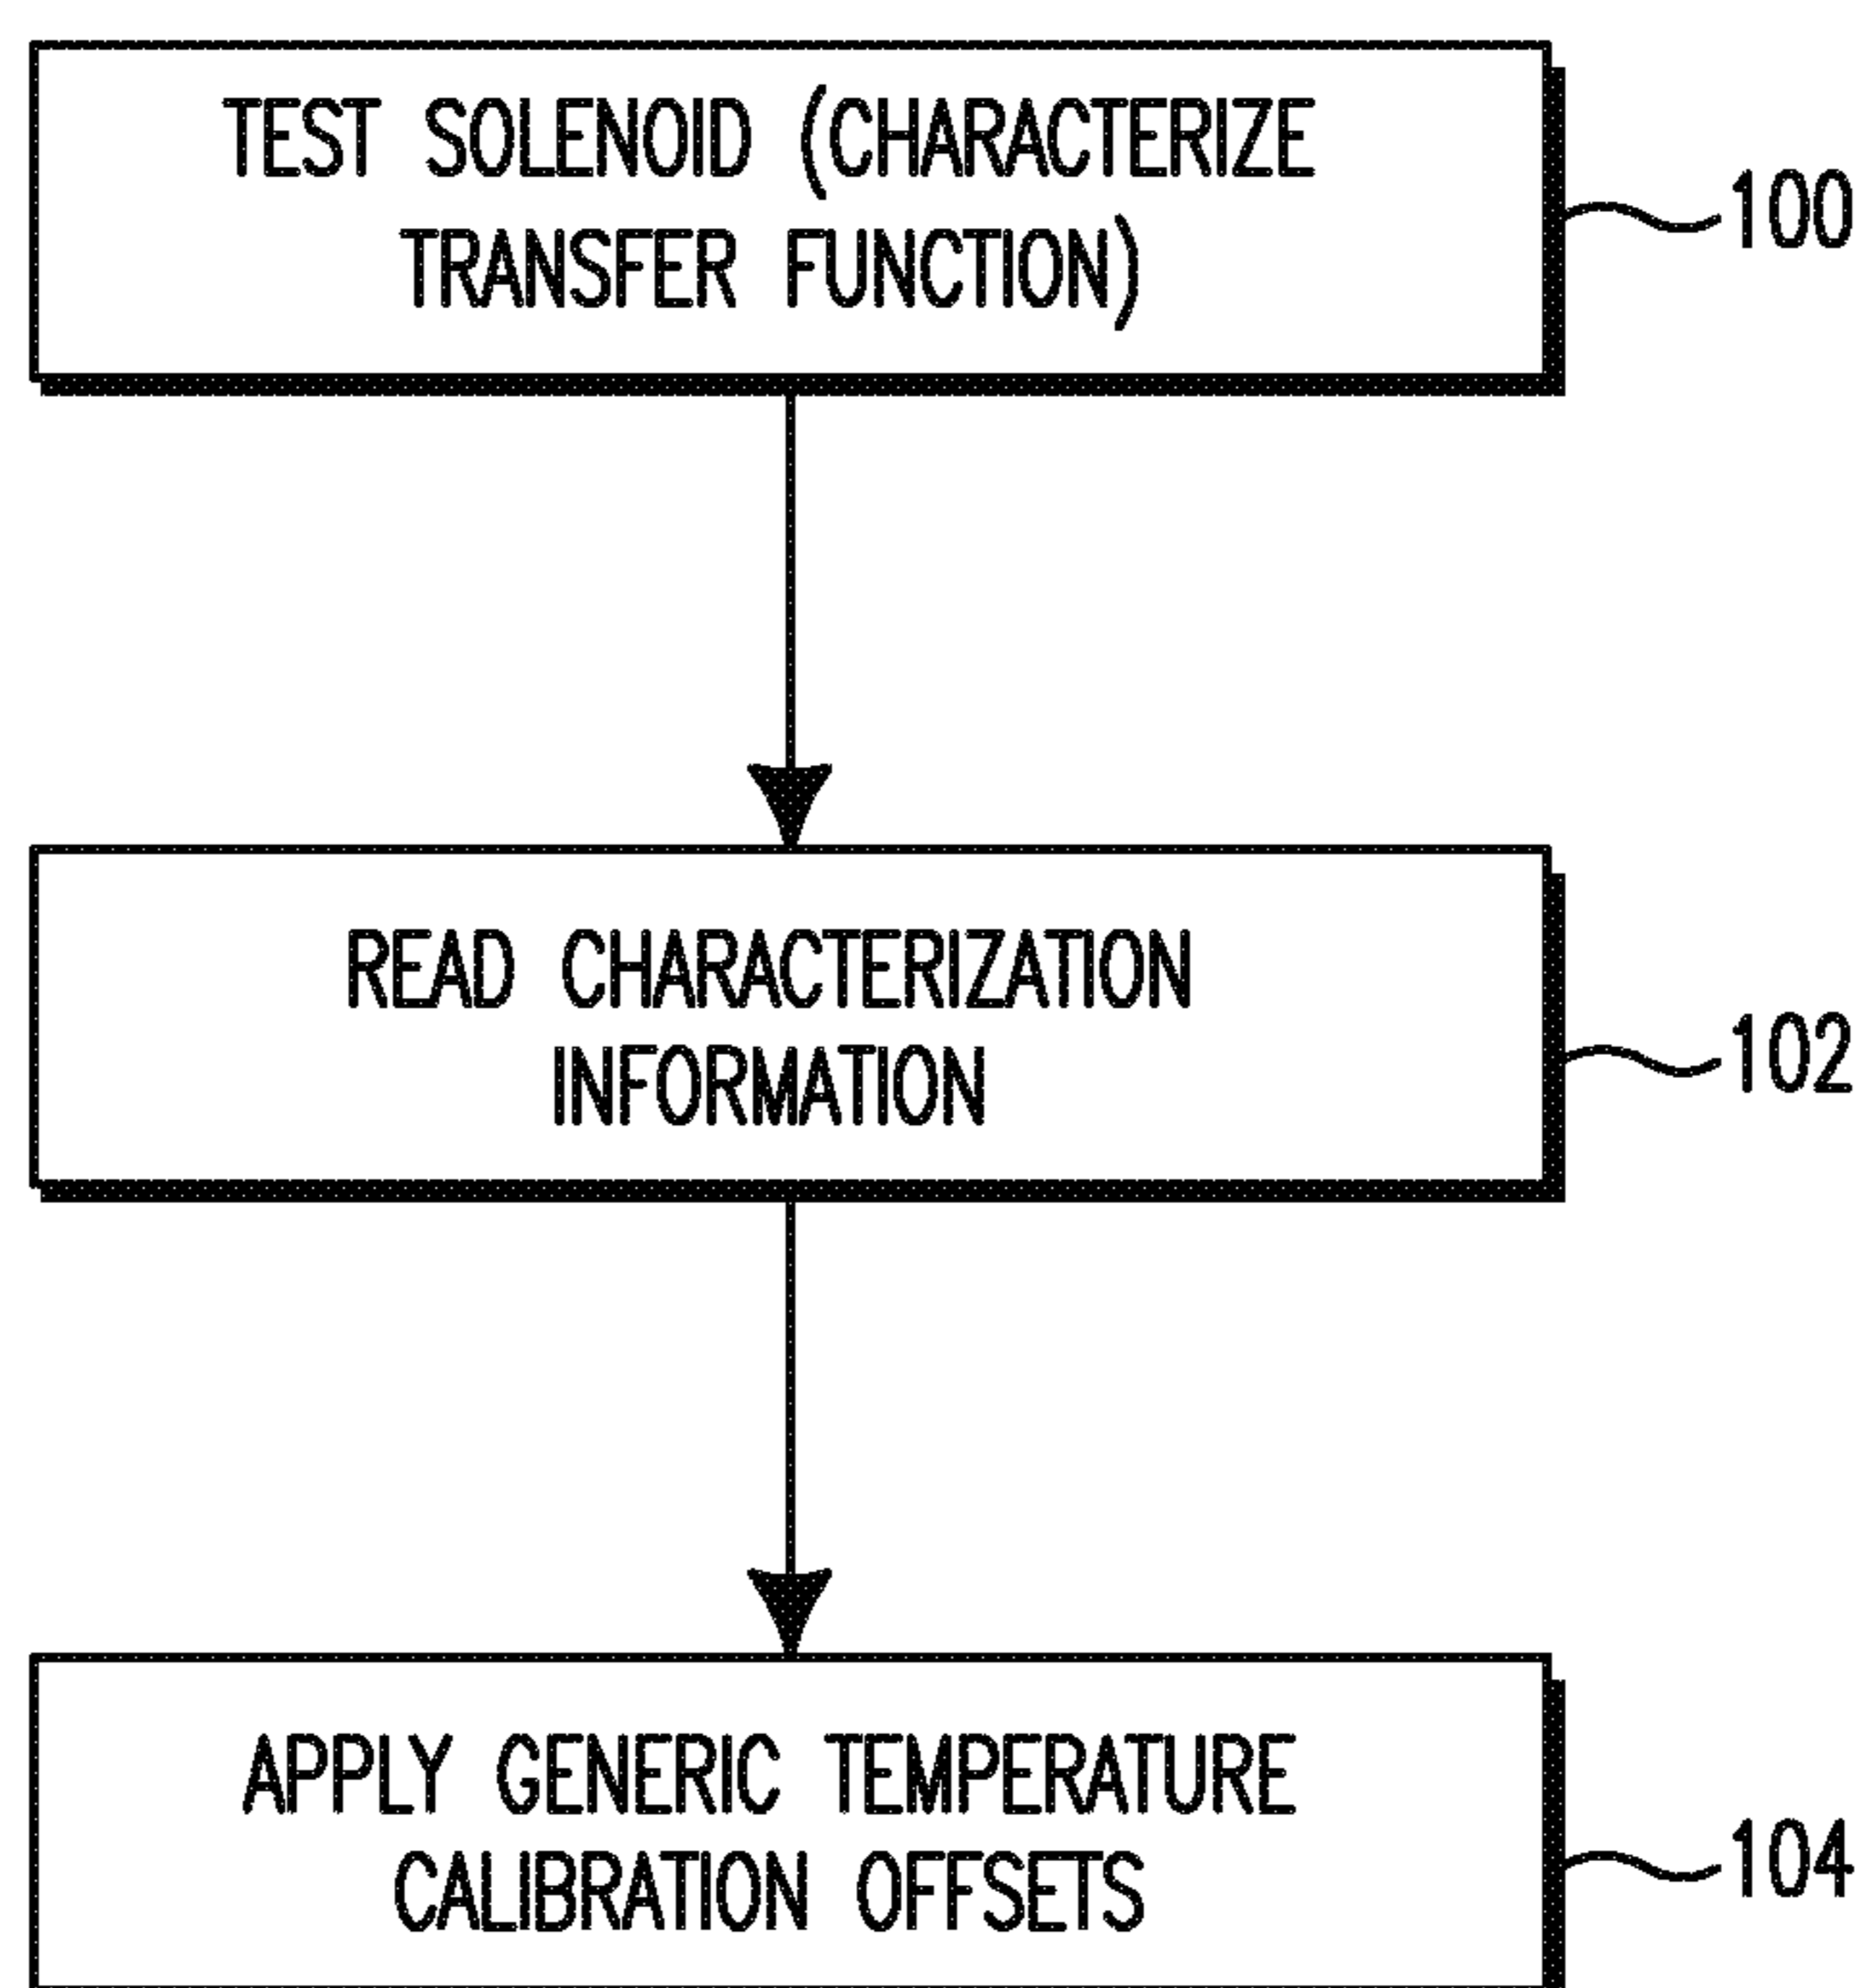 TEST SOLENOID (CHARACTERIZE
TRANSFER FUNCTION)
100
READ CHARACTERIZATION
INFORMATION
102
APPLY GENERIC TEMPERATURE
CALIBRATION OFFSETS
104